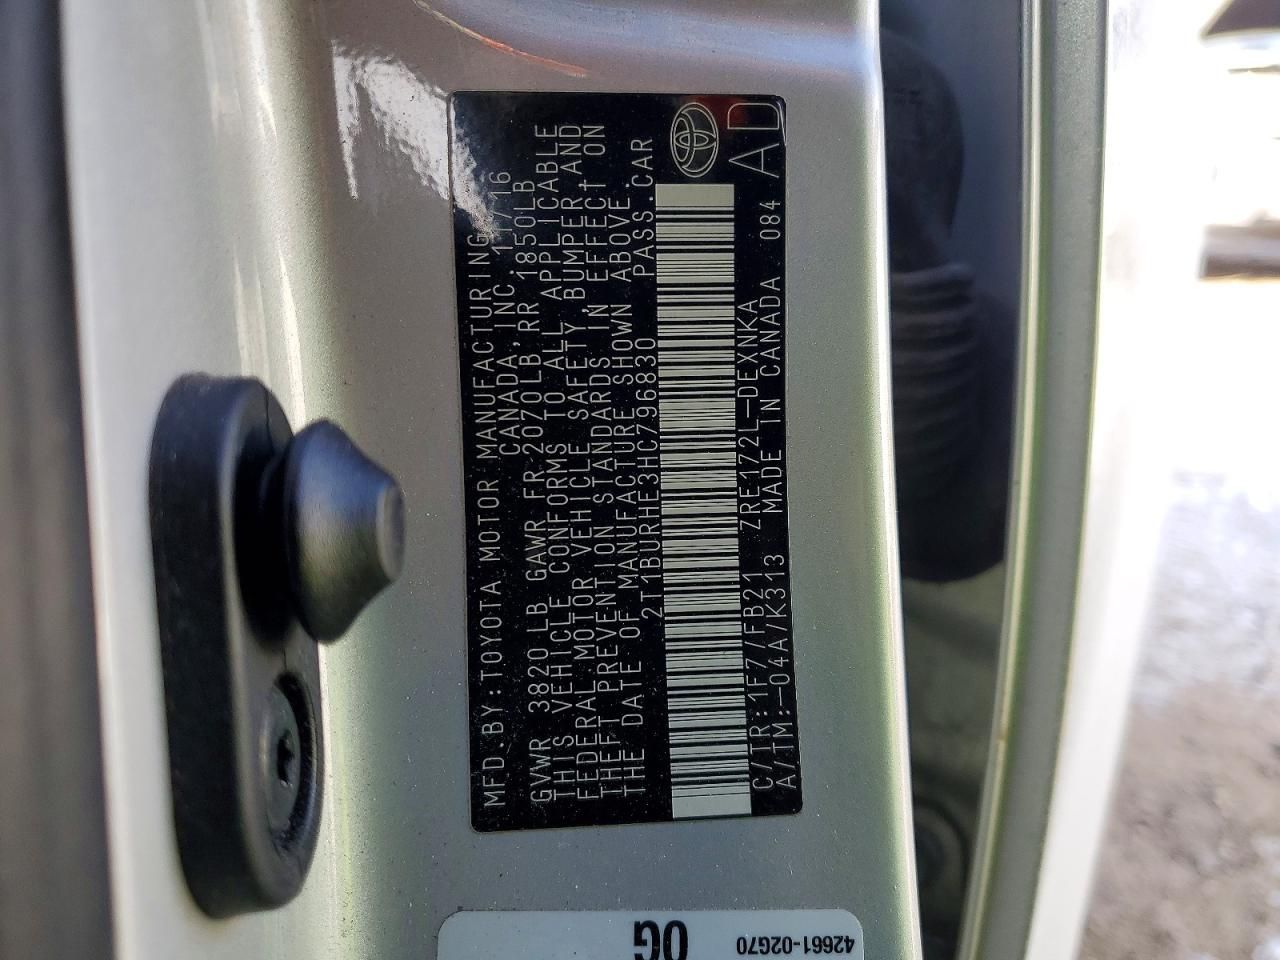 MFD.BY:TOYOTA MOTOR MANUFACTURING
CANADA,INC. 11/16
GVWR 3820LB GAWR FR 2070LB,RR 1850LB
THIS VEHICLE CONFORMS TO ALL APPLICABLE
FEDERAL MOTOR VEHICLE SAFETY,BUMPER,AND
THEFT PREVENTION STANDARDS IN EFFECT ON
THE DATE OF MANUFACTURE SHOWN ABOVE.
2T1BURHE3HC796830 PASS.CAR
C/TR:1F7/FB21 ZRE172L-DEXNKA
A/TM:-04A/K313 MADE IN CANADA 084
AD
0G
42661-02G70